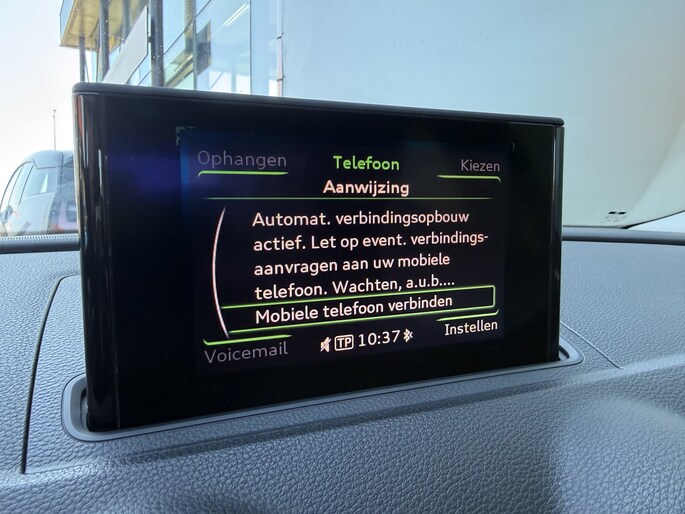 Ophangen Telefoon Kiezen
Aanwijzing
Automat. verbindingsopbouw
actief. Let op event. verbindings-
aanvragen aan uw mobiele
telefoon. Wachten, a.u.b....
Mobiele telefoon verbinden
Voicemail TP 10:37 Instellen